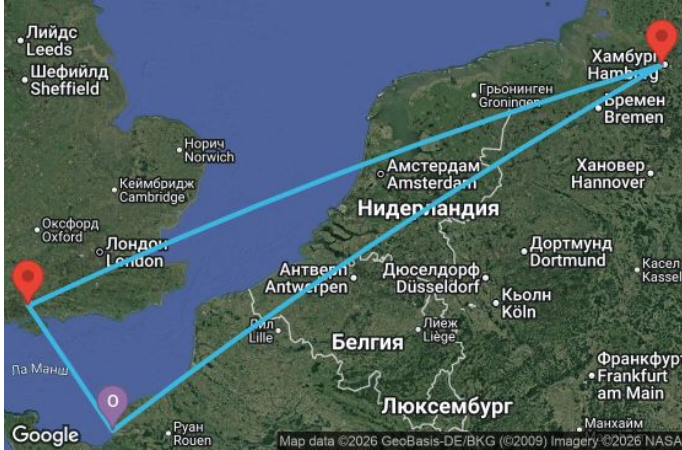 Лийдс
Leeds
Шефийлд
Sheffield
Хамбург
Hamburg
Грьонинген
Groningen
Бремен
Bremen
Норич
Norwich
Амстердам
Amsterdam
Хановер
Hannover
Кеймбридж
Cambridge
Нидерландия
Оксфорд
Oxford
Лондон
London
Дортмунд
Dortmund
Антверп
Antwerpen
Дюселдорф
Düsseldorf
Касел
Kassel
Кьолн
Köln
Лил
Lille
Лиеж
Liège
Белгия
Ла Манш
Франкфурт
Frankfurt
am Main
O
Люксембург
Руан
Rouen
Манхайм
Google
Map data ©2026 GeoBasis-DE/BKG (©2009) Imagery ©2026 NASA